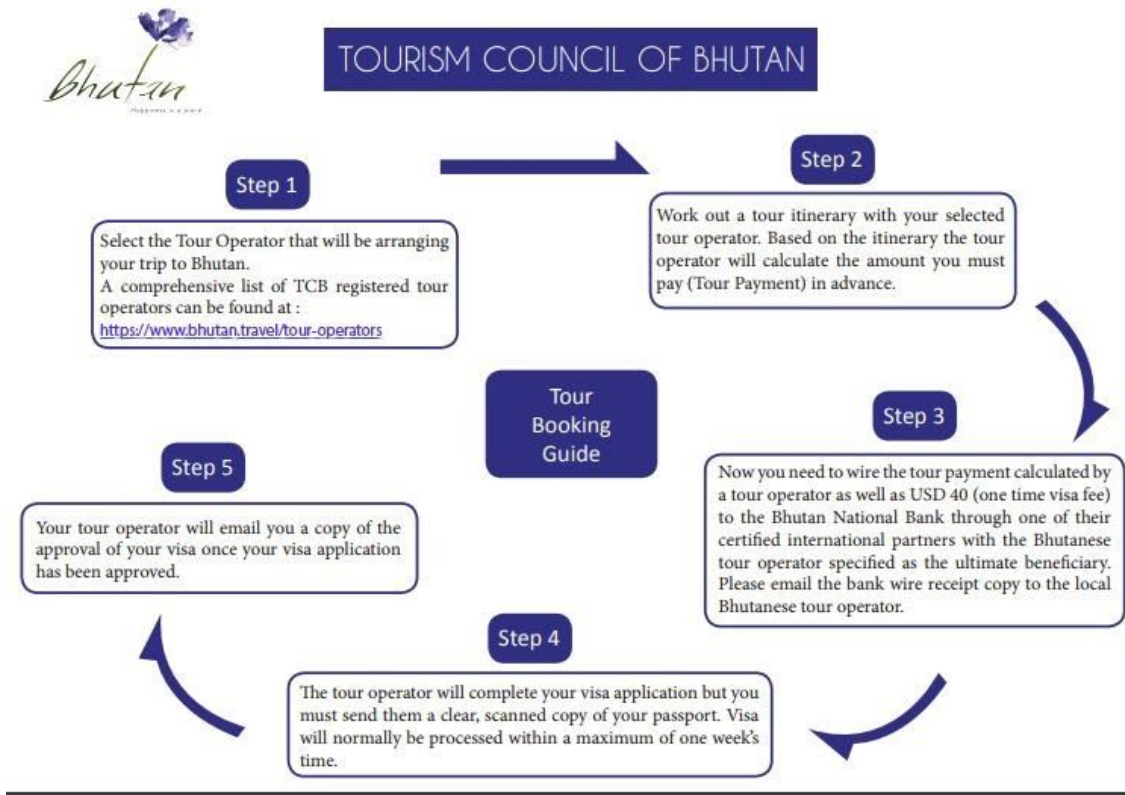 Bhutan
TOURISM COUNCIL OF BHUTAN
Step 1
Select the Tour Operator that will be arranging
your trip to Bhutan.
A comprehensive list of TCB registered tour
operators can be found at :
https://www.bhutan.travel/tour-operators
Step 2
Work out a tour itinerary with your selected
tour operator. Based on the itinerary the tour
operator will calculate the amount you must
pay (Tour Payment) in advance.
Tour
Booking
Guide
Step 3
Now you need to wire the tour payment calculated by
a tour operator as well as USD 40 (one time visa fee)
to the Bhutan National Bank through one of their
certified international partners with the Bhutanese
tour operator specified as the ultimate beneficiary.
Please email the bank wire receipt copy to the local
Bhutanese tour operator.
Step 4
The tour operator will complete your visa application but you
must send them a clear, scanned copy of your passport. Visa
will normally be processed within a maximum of one week's
time.
Step 5
Your tour operator will email you a copy of the
approval of your visa once your visa application
has been approved.